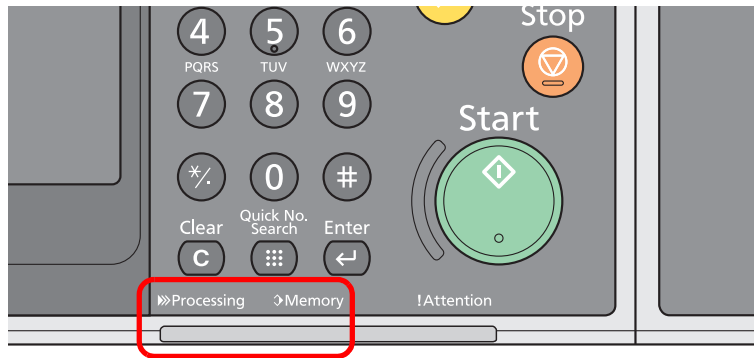 Stop
4 5 6
PQRS TUV WXYZ
7 8 9
Start
*/. 0 #
Clear Quick No. Search Enter
C
Processing Memory !Attention